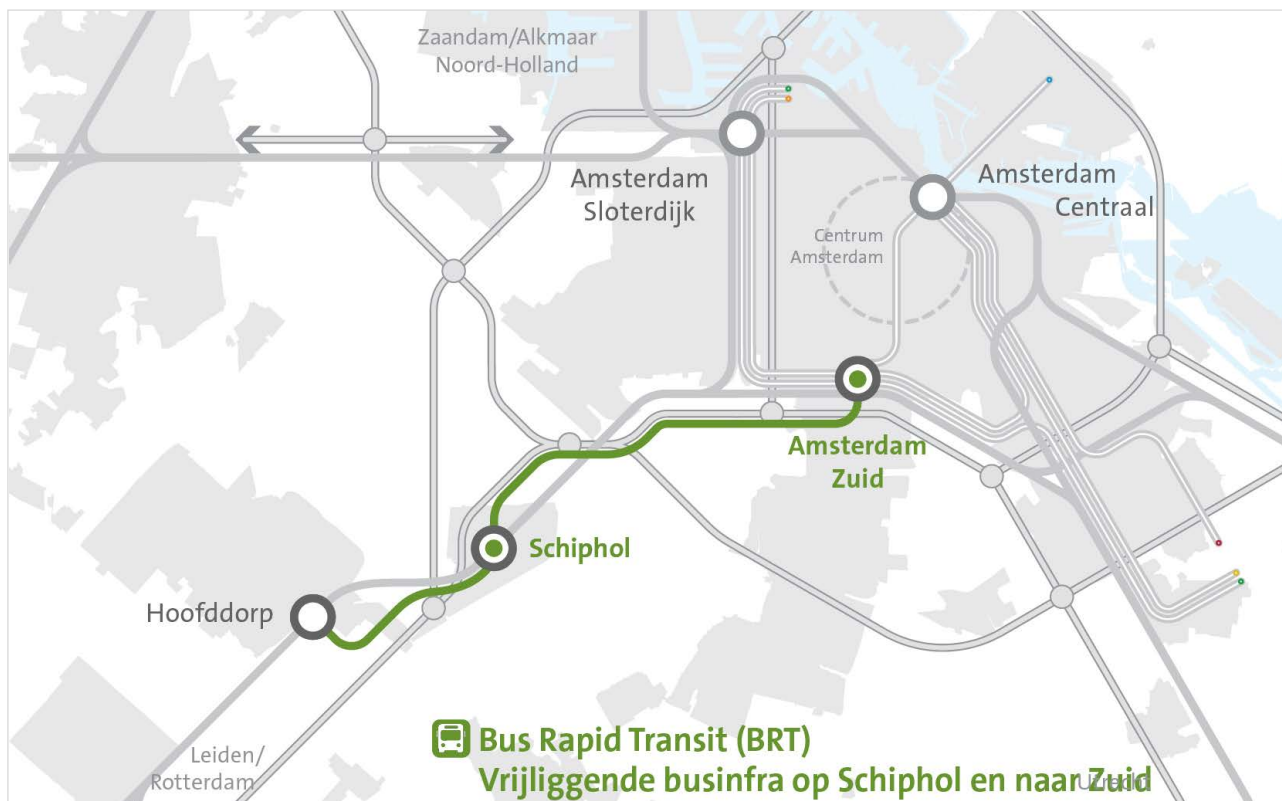 Zaandam/Alkmaar
Noord-Holland
Amsterdam
Sloterdijk
Amsterdam
Centraal
Centrum
Amsterdam
Amsterdam
Zuid
Schiphol
Hoofddorp
Leiden/
Rotterdam
Bus Rapid Transit (BRT)
Vrijliggende businfra op Schiphol en naar Zuid
Utrecht